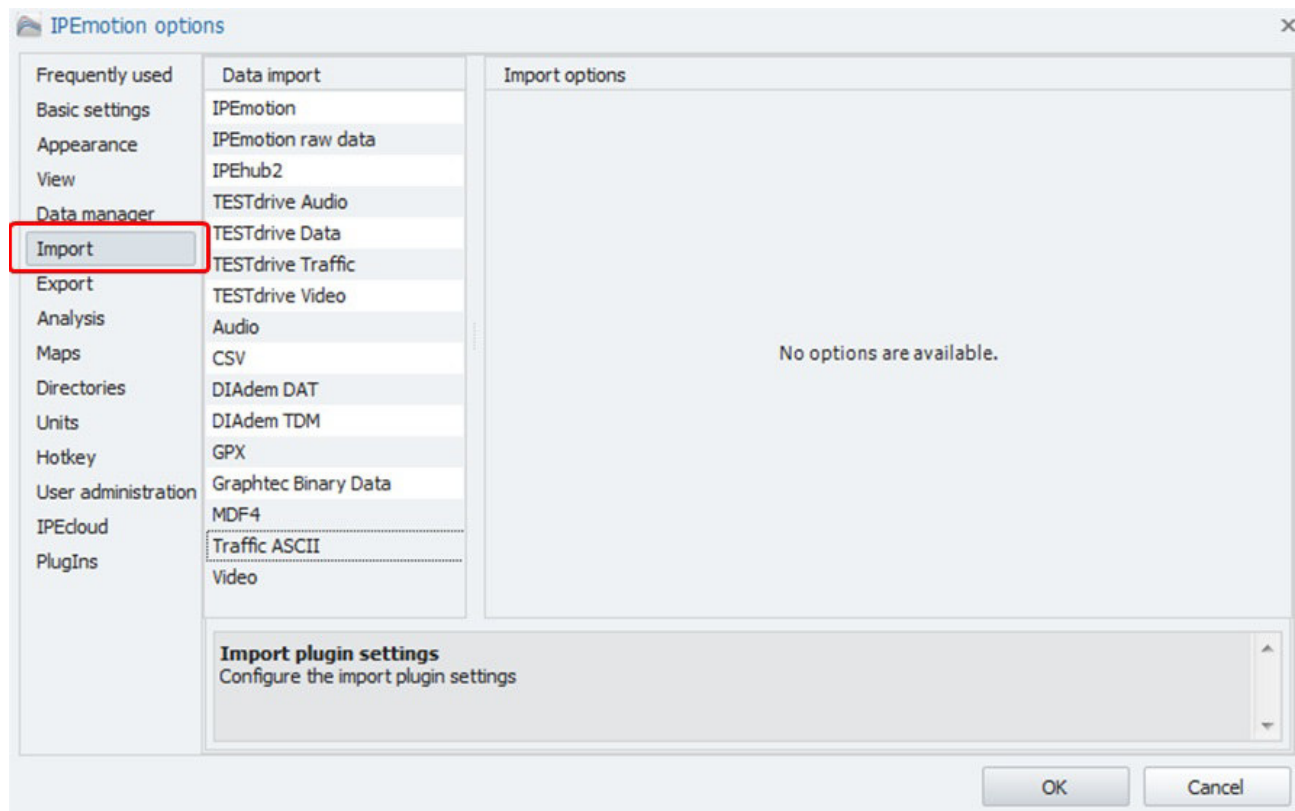 IPEmotion options
Frequently used
Basic settings
Appearance
View
Data manager
Import
Export
Analysis
Maps
Directories
Units
Hotkey
User administration
IPEcloud
PlugIns
Data import
IPEmotion
IPEmotion raw data
IPEhub2
TESTdrive Audio
TESTdrive Data
TESTdrive Traffic
TESTdrive Video
Audio
CSV
DIAdem DAT
DIAdem TDM
GPX
Graphtec Binary Data
MDF4
Traffic ASCII
Video
Import options
No options are available.
Import plugin settings
Configure the import plugin settings
OK
Cancel